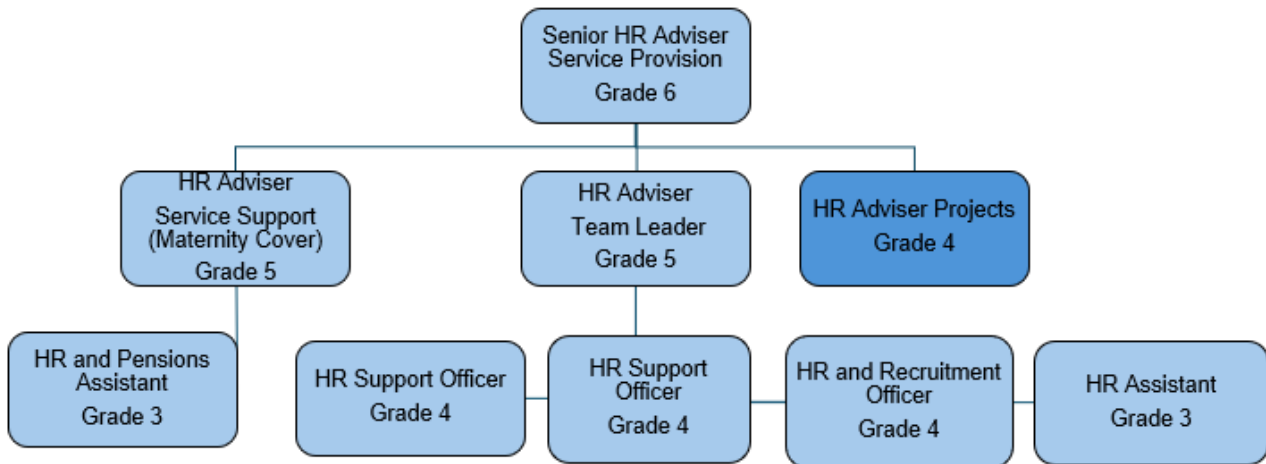 Senior HR Adviser
Service Provision
Grade 6
HR Adviser
Service Support
(Maternity Cover)
Grade 5
HR Adviser
Team Leader
Grade 5
HR Adviser Projects
Grade 4
HR and Pensions
Assistant
Grade 3
HR Support Officer
Grade 4
HR Support
Officer
Grade 4
HR and Recruitment
Officer
Grade 4
HR Assistant
Grade 3